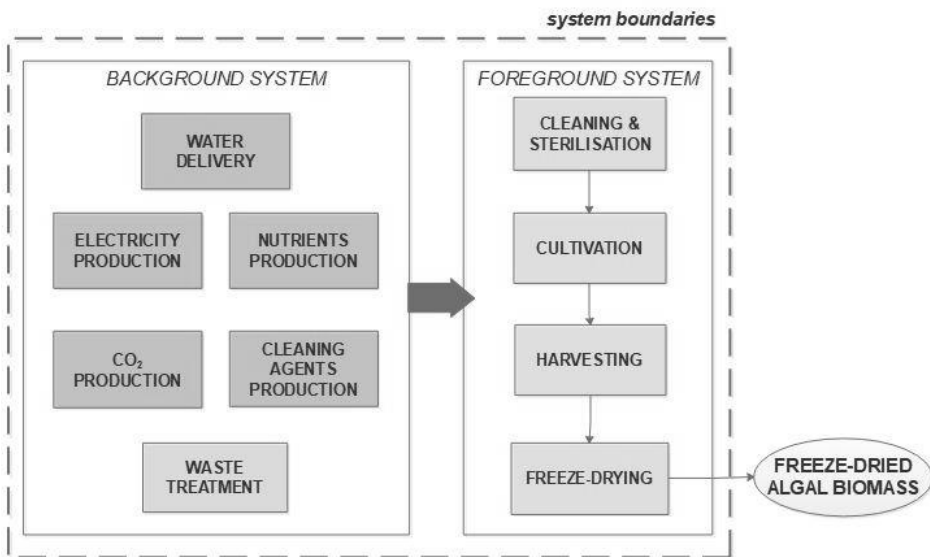 system boundaries
BACKGROUND SYSTEM
WATER
DELIVERY
ELECTRICITY
PRODUCTION
NUTRIENTS
PRODUCTION
CO₂
PRODUCTION
CLEANING
AGENTS
PRODUCTION
WASTE
TREATMENT
FOREGROUND SYSTEM
CLEANING &
STERILISATION
CULTIVATION
HARVESTING
FREEZE-DRYING
FREEZE-DRIED
ALGAL BIOMASS